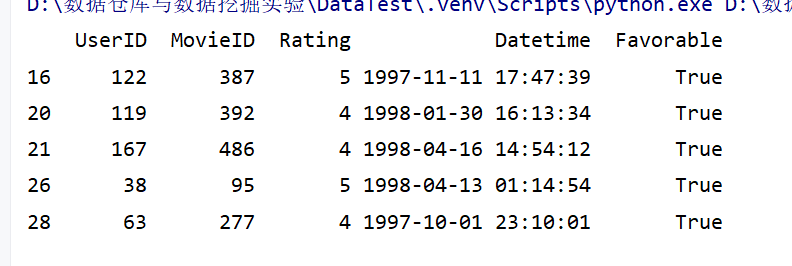 D:\数据仓库与数据挖掘实验\DataTest\.venv\Scripts\python.exe D:\数据
UserID MovieID Rating Datetime Favorable
16 122 387 5 1997-11-11 17:47:39 True
20 119 392 4 1998-01-30 16:13:34 True
21 167 486 4 1998-04-16 14:54:12 True
26 38 95 5 1998-04-13 01:14:54 True
28 63 277 4 1997-10-01 23:10:01 True